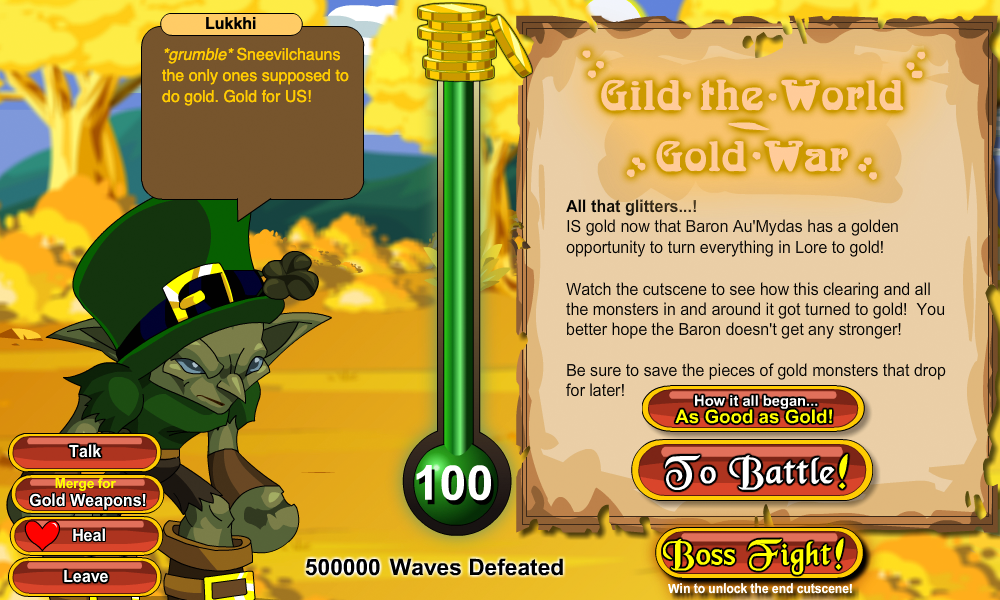 Lukkhi
*grumble* Sneevilchauns
the only ones supposed to
do gold. Gold for US!
Talk
Merge for
Gold Weapons!
Heal
Leave
100
500000 Waves Defeated
Gild·the·World
Gold·War
All that glitters...!
IS gold now that Baron Au'Mydas has a golden
opportunity to turn everything in Lore to gold!
Watch the cutscene to see how this clearing and all
the monsters in and around it got turned to gold!  You
better hope the Baron doesn't get any stronger!
Be sure to save the pieces of gold monsters that drop
for later!
How it all began...
As Good as Gold!
To Battle!
Boss Fight!
Win to unlock the end cutscene!